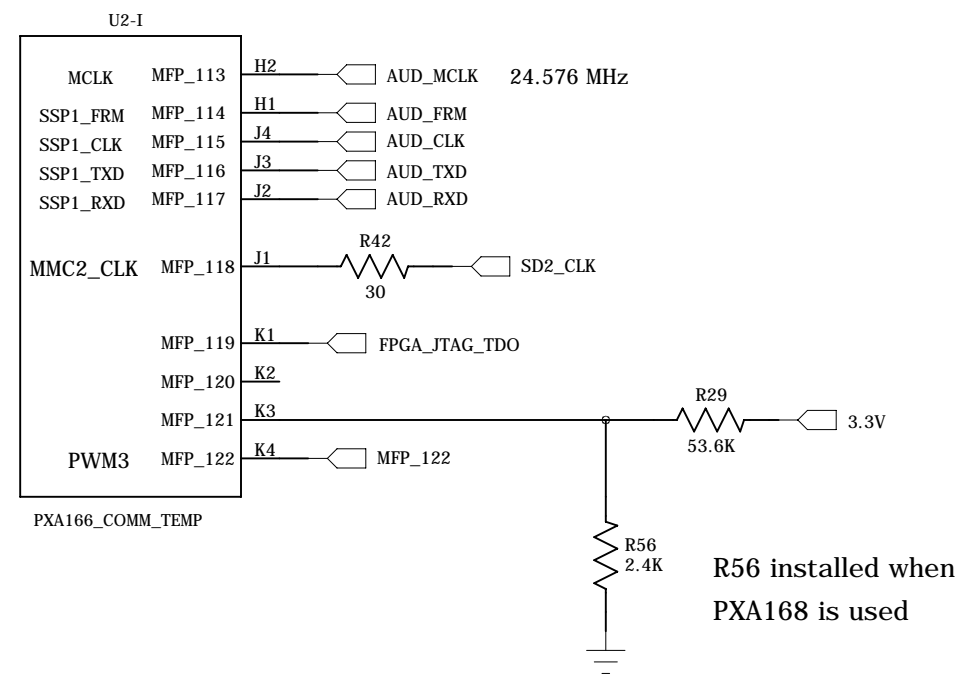 U2-I
MCLK MFP_113 H2 AUD_MCLK 24.576 MHz
SSP1_FRM MFP_114 H1 AUD_FRM
SSP1_CLK MFP_115 J4 AUD_CLK
SSP1_TXD MFP_116 J3 AUD_TXD
SSP1_RXD MFP_117 J2 AUD_RXD
R42
MMC2_CLK MFP_118 J1 SD2_CLK
30
MFP_119 K1 FPGA_JTAG_TDO
MFP_120 K2
R29
MFP_121 K3 3.3V
53.6K
PWM3 MFP_122 K4 MFP_122
PXA166_COMM_TEMP
R56
2.4K
R56 installed when
PXA168 is used